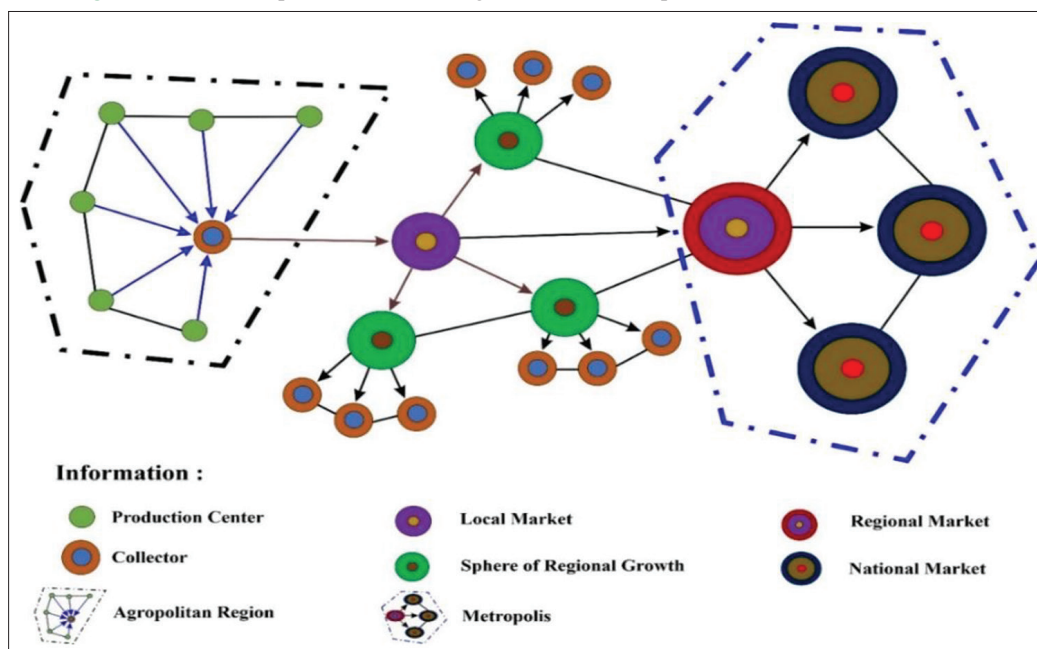 Information :
Production Center
Local Market
Regional Market
Collector
Sphere of Regional Growth
National Market
Agropolitan Region
Metropolis